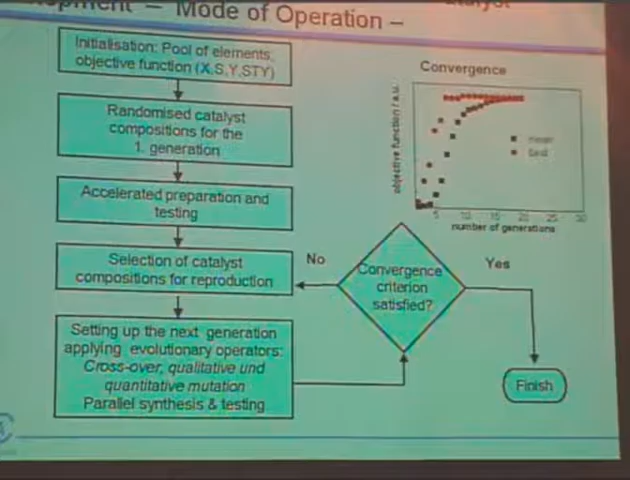 – Mode of Operation –
Initialisation: Pool of elements,
objective function (X,S,Y,STY)
Randomised catalyst
compositions for the
1. generation
Accelerated preparation and
testing
Selection of catalyst
compositions for reproduction
Setting up the next generation
applying evolutionary operators:
Cross-over, qualitative und
quantitative mutation
Parallel synthesis & testing
No
Convergence
criterion
satisfied?
Yes
Finish
Convergence
objective function / a.u.
mean
best
5 10 15 20 25 30
number of generations